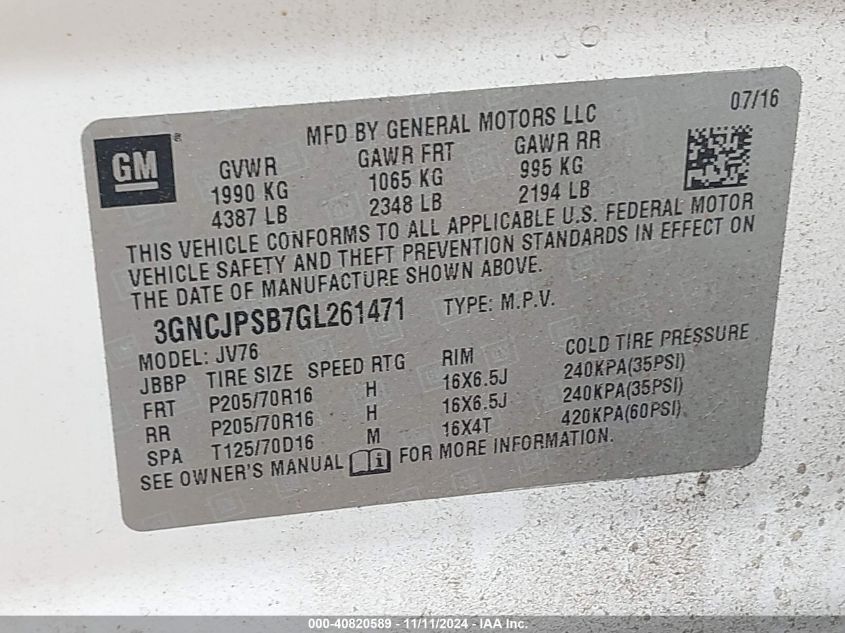 07/16
MFD BY GENERAL MOTORS LLC
GM®
GVWR GAWR FRT GAWR RR
1990 KG 1065 KG 995 KG
4387 LB 2348 LB 2194 LB
THIS VEHICLE CONFORMS TO ALL APPLICABLE U.S. FEDERAL MOTOR
VEHICLE SAFETY AND THEFT PREVENTION STANDARDS IN EFFECT ON
THE DATE OF MANUFACTURE SHOWN ABOVE.
3GNCJPSB7GL261471 TYPE: M.P.V.
MODEL: JV76
JBBP TIRE SIZE SPEED RTG RIM COLD TIRE PRESSURE
FRT P205/70R16 H 16X6.5J 240KPA(35PSI)
RR P205/70R16 H 16X6.5J 240KPA(35PSI)
SPA T125/70D16 M 16X4T 420KPA(60PSI)
SEE OWNER'S MANUAL FOR MORE INFORMATION.
000-40820589 - 11/11/2024 - IAA Inc.